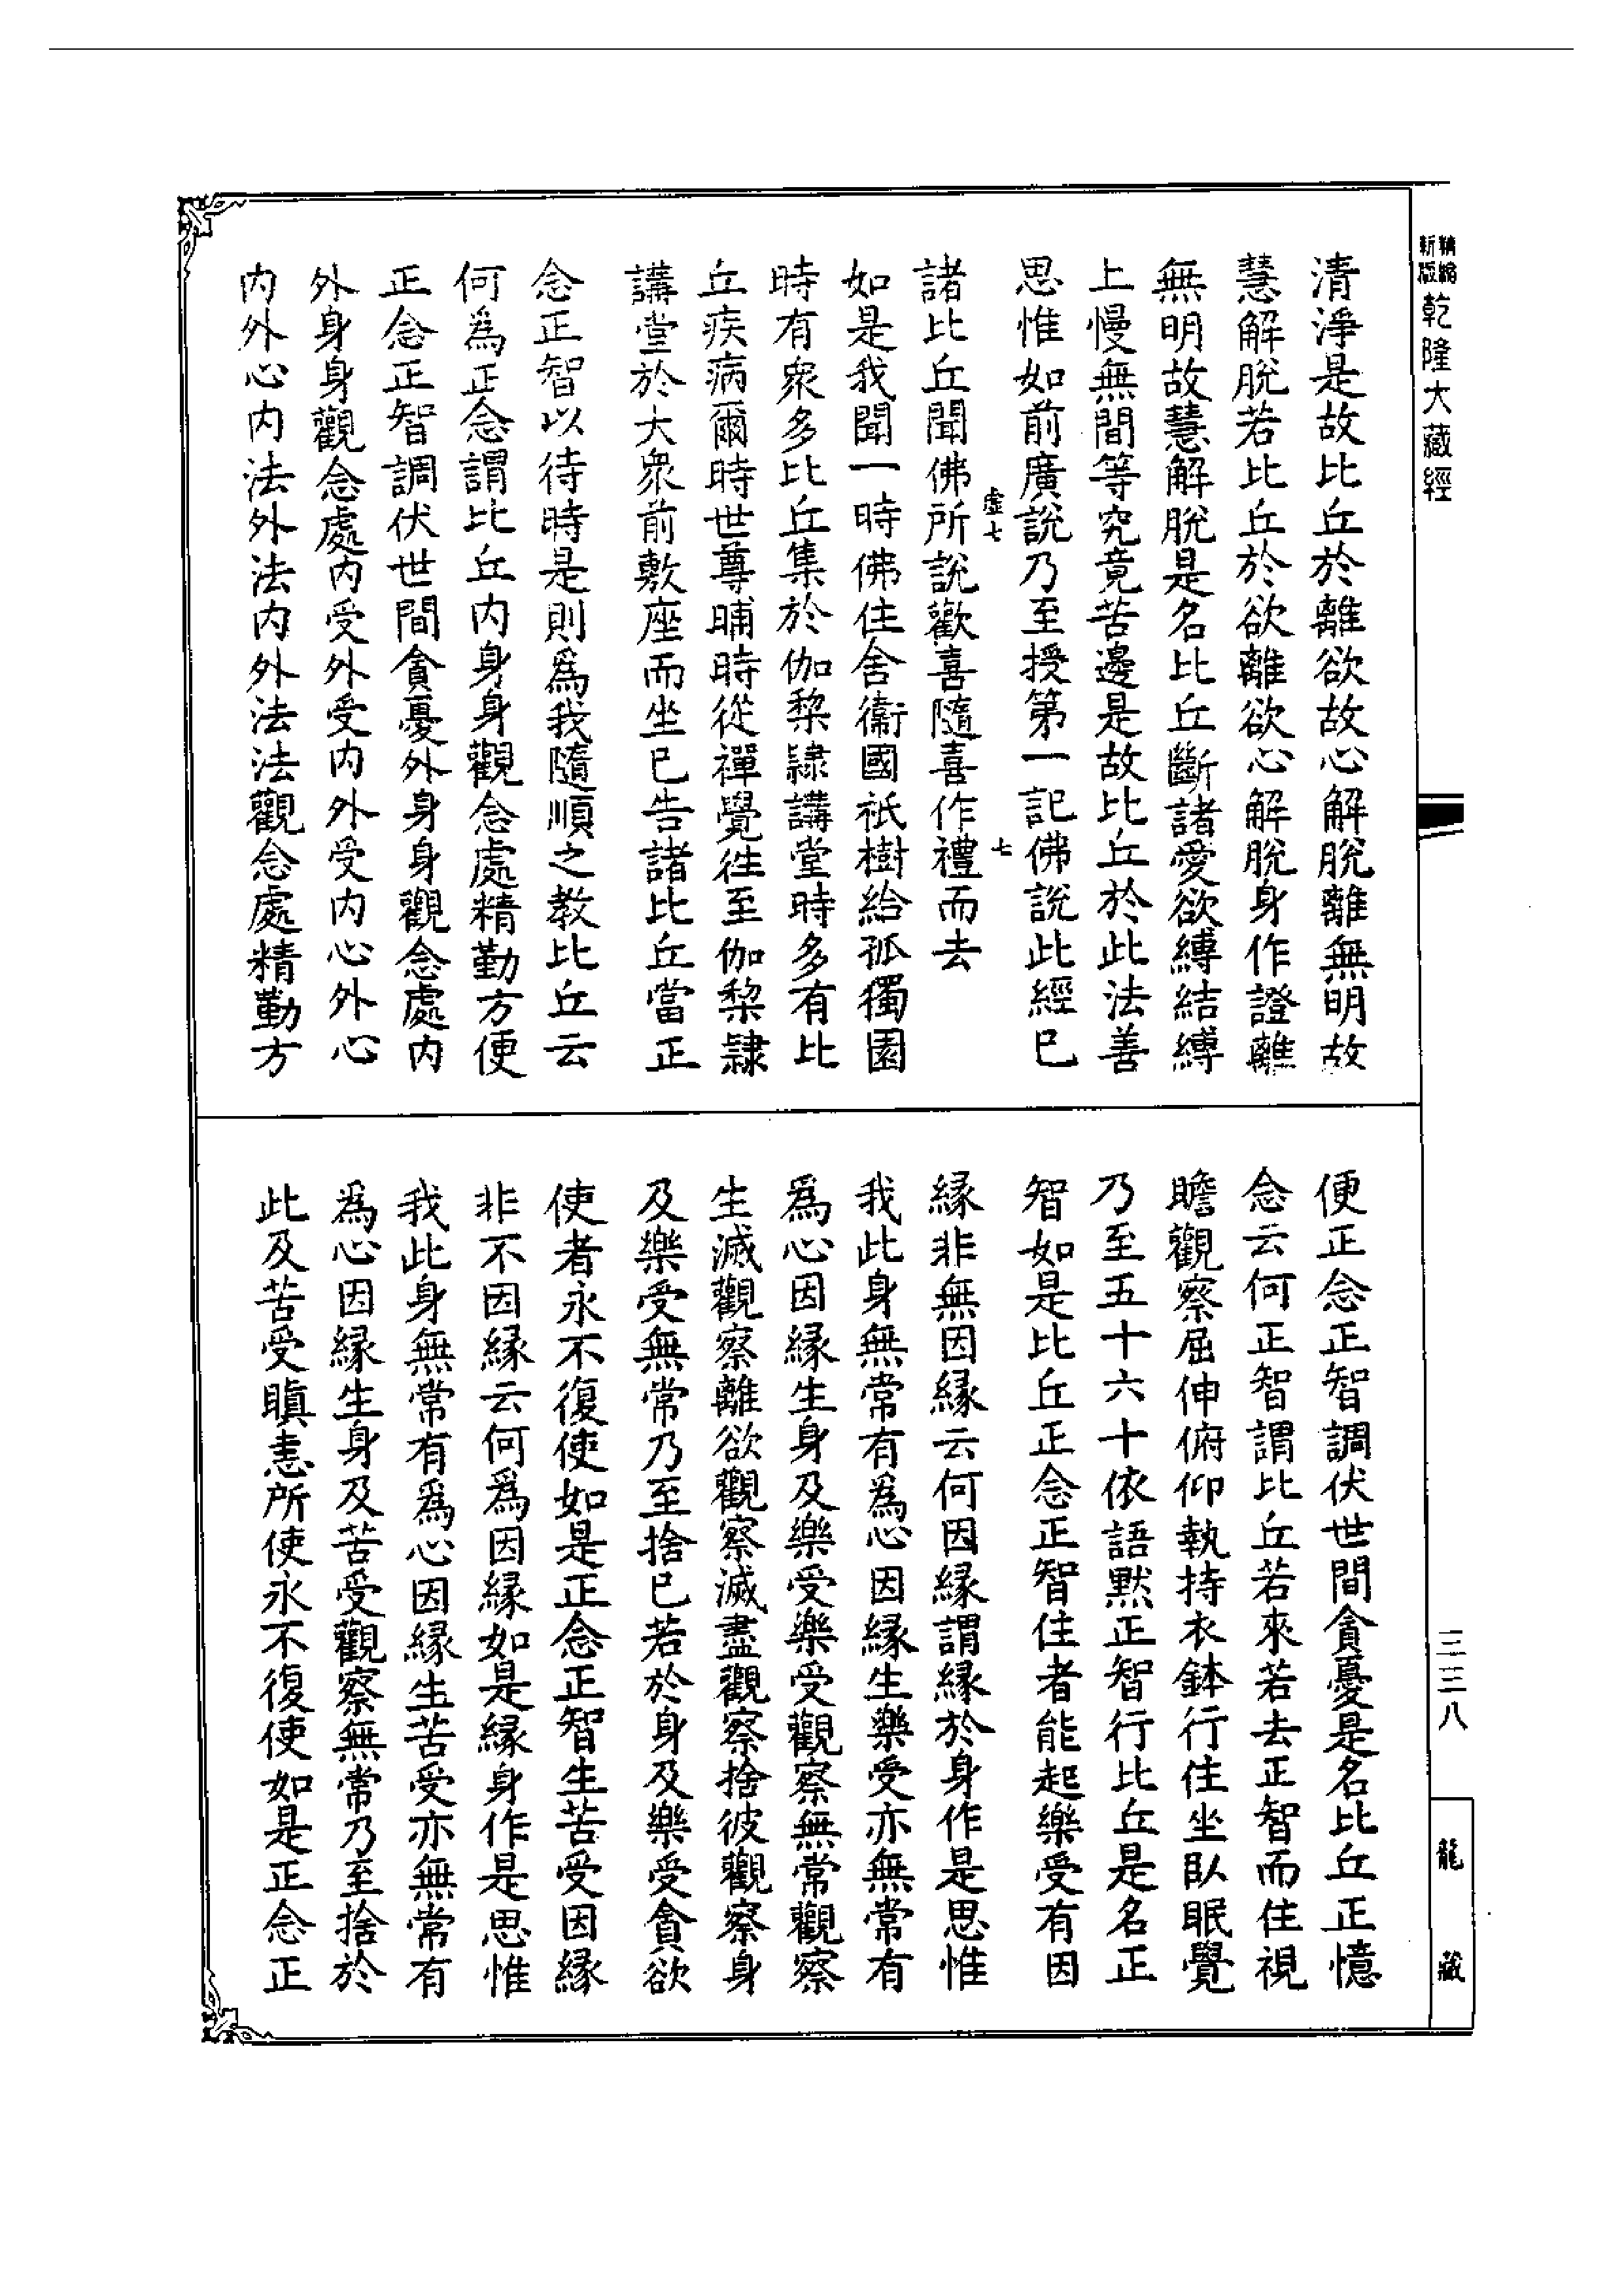 精縮
新版
乾隆大藏經
清淨是故比丘於離欲故心解脫離無明故
慧解脫若比丘於欲離欲心解脫身作證離
無明故慧解脫是名比丘斷諸愛欲縛結縛
上慢無間等究竟苦邊是故比丘於此法善
思惟如前廣說乃至授第一記佛說此經已
虛七
七
諸比丘聞佛所說歡喜隨喜作禮而去
如是我聞一時佛住舍衞國祇樹給孤獨園
時有衆多比丘集於伽棃隷講堂時多有比
丘疾病爾時世尊晡時從禪覺徃至伽棃隷
講堂於大衆前敷座而坐已告諸比丘當正
念正智以待時是則爲我隨順之教比丘云
何爲正念謂比丘內身身觀念處精勤方便
正念正智調伏世間貪憂外身身觀念處內
外身身觀念處內受外受內外受內心外心
內外心內法外法內外法法觀念處精勤方
便正念正智調伏世間貪憂是名比丘正憶
念云何正智謂比丘若來若去正智而住視
瞻觀察屈伸俯仰執持衣鉢行住坐臥眠覺
乃至五十六十依語默正智行比丘是名正
智如是比丘正念正智住者能起樂受有因
緣非無因緣云何因緣謂緣於身作是思惟
我此身無常有爲心因緣生樂受亦無常有
爲心因緣生身及樂受樂受觀察無常觀察
生滅觀察離欲觀察滅盡觀察捨彼觀察身
及樂受無常乃至捨已若於身及樂受貪欲
使者永不復使如是正念正智生苦受因緣
非不因緣云何爲因緣如是緣身作是思惟
我此身無常有爲心因緣生苦受亦無常有
爲心因緣生身及苦受觀察無常乃至捨於
此及苦受瞋恚所使永不復使如是正念正
三三八
龍藏